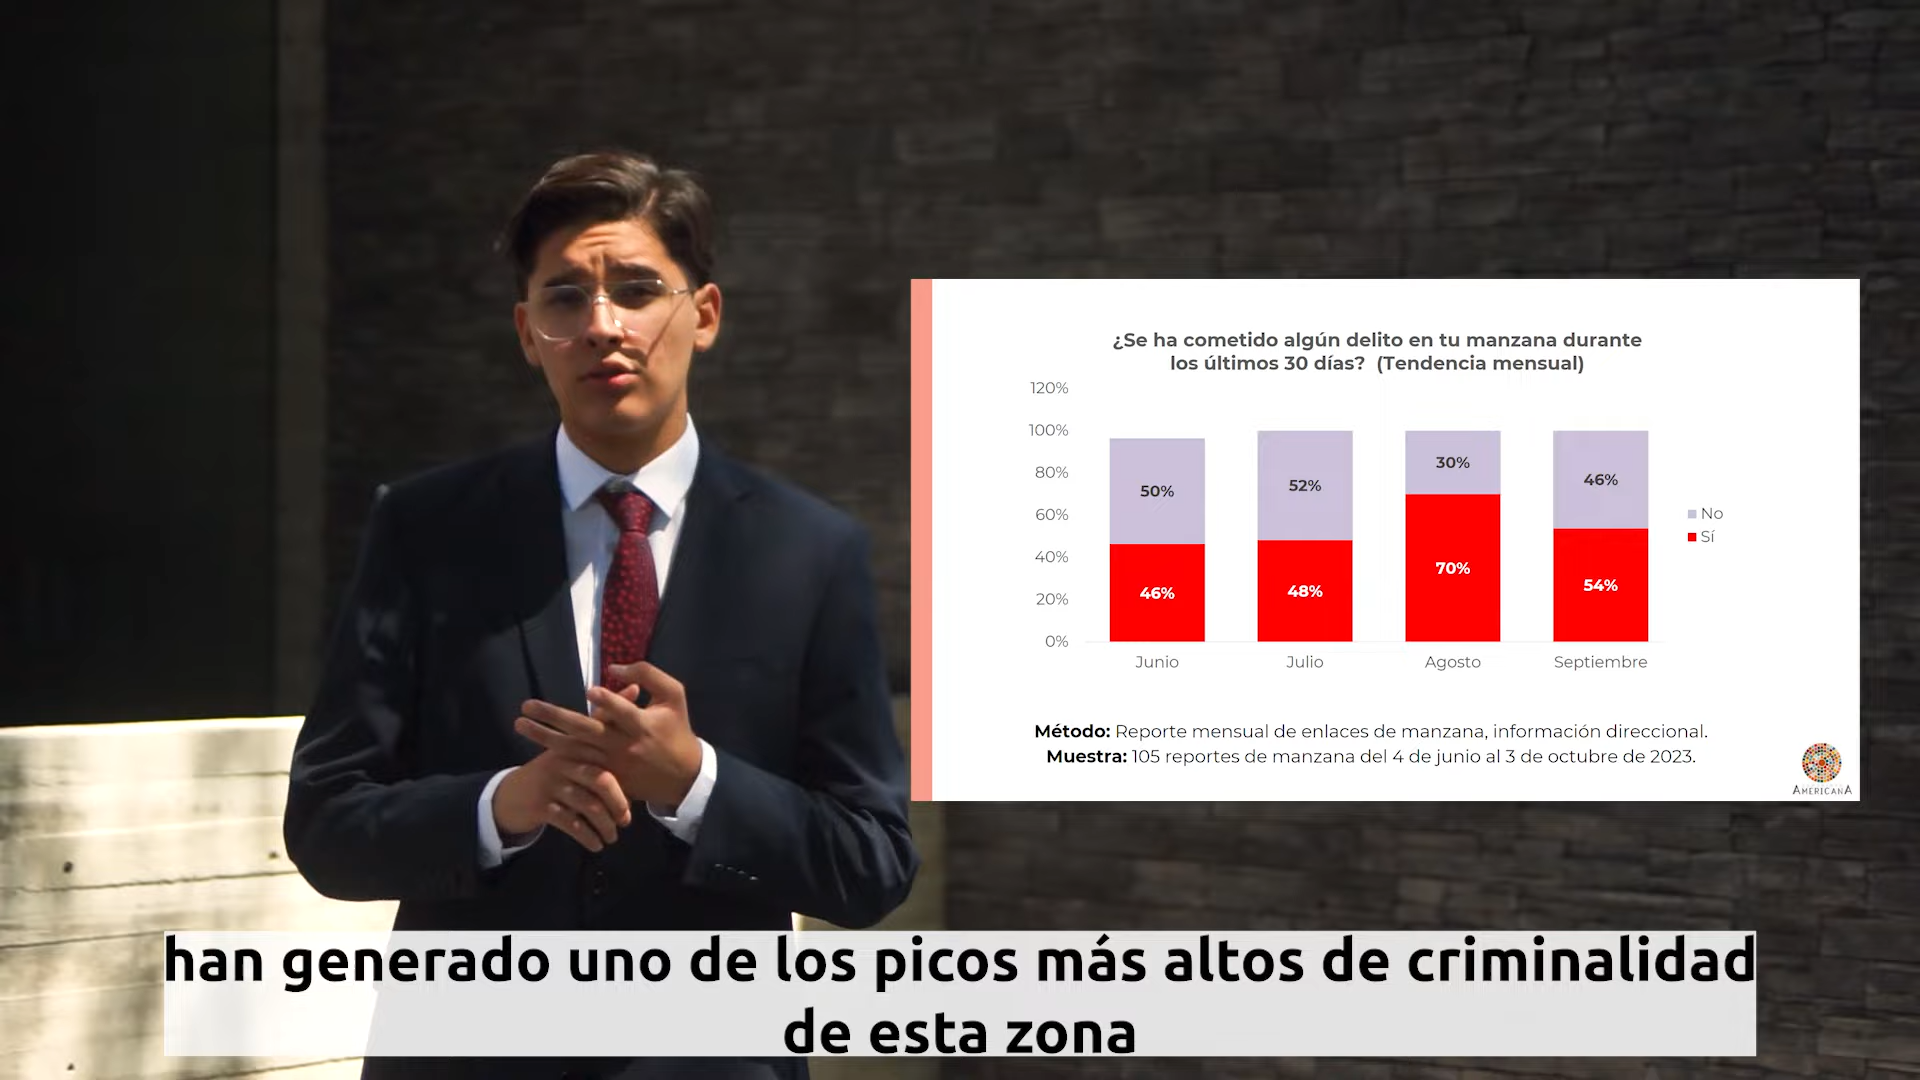 ¿Se ha cometido algún delito en tu manzana durante
los últimos 30 días? (Tendencia mensual)
120%
100%
80%
60%
40%
20%
0%
50%
52%
30%
46%
46%
48%
70%
54%
Junio
Julio
Agosto
Septiembre
No
Sí
Método: Reporte mensual de enlaces de manzana, información direccional.
Muestra: 105 reportes de manzana del 4 de junio al 3 de octubre de 2023.
AMERICANA
han generado uno de los picos más altos de criminalidad
de esta zona